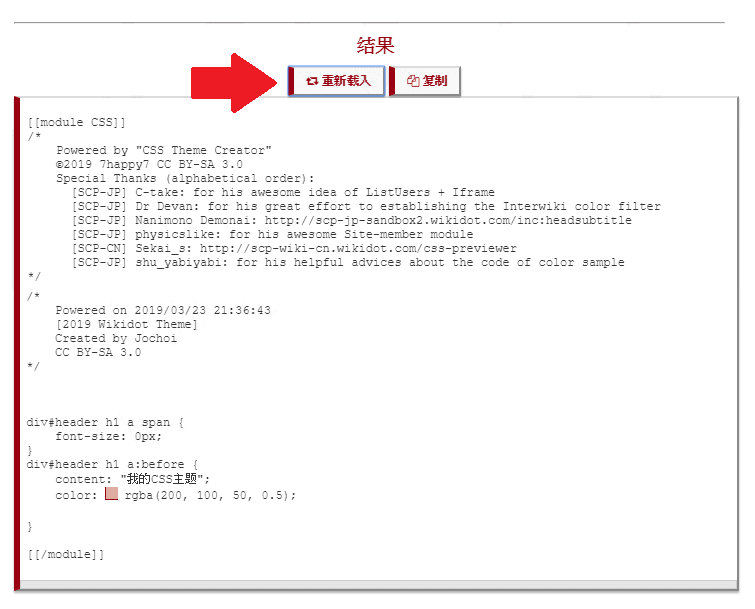 结果
重新载入 复制
[[module CSS]]
/*
    Powered by "CSS Theme Creator"
    ©2019 7happy7 CC BY-SA 3.0
    Special Thanks (alphabetical order):
      [SCP-JP] C-take: for his awesome idea of ListUsers + Iframe
      [SCP-JP] Dr Devan: for his great effort to establishing the Interwiki color filter
      [SCP-JP] Nanimono Demonai: http://scp-jp-sandbox2.wikidot.com/inc:headsubtitle
      [SCP-JP] physicslike: for his awesome Site-member module
      [SCP-CN] Sekai_s: http://scp-wiki-cn.wikidot.com/css-previewer
      [SCP-JP] shu_yabiyabi: for his helpful advices about the code of color sample
*/
/*
    Powered on 2019/03/23 21:36:43
    [2019 Wikidot Theme]
    Created by Jochoi
    CC BY-SA 3.0
*/
div#header h1 a span {
    font-size: 0px;
}
div#header h1 a:before {
    content: "我的CSS主题";
    color: rgba(200, 100, 50, 0.5);
}
[[/module]]